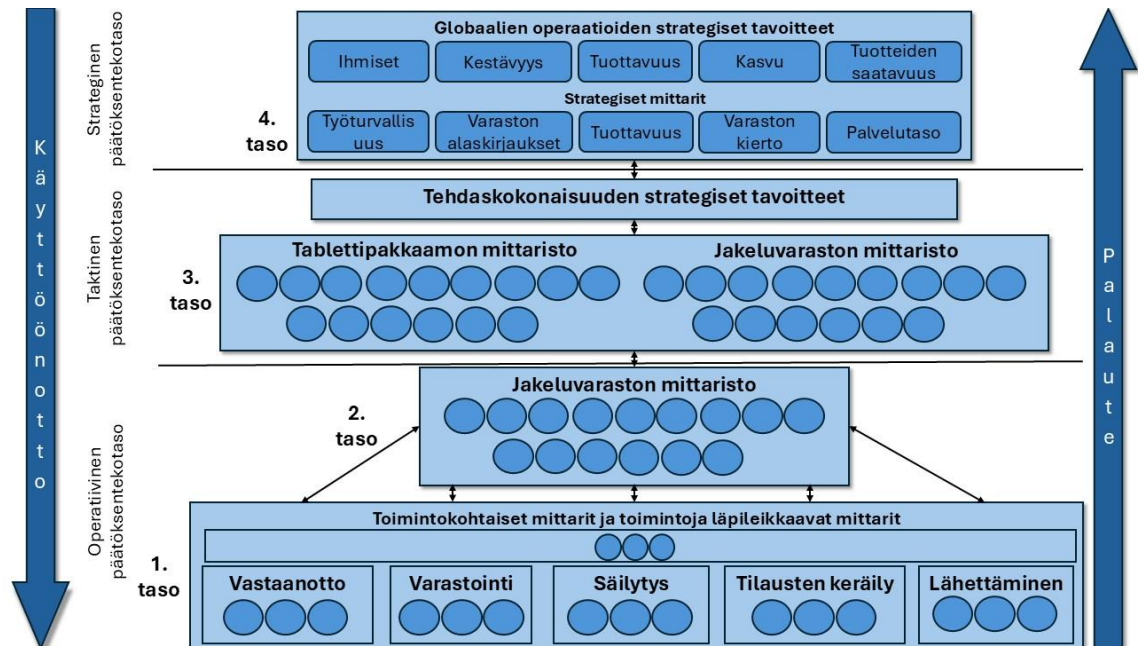 Käyttöönotto
Palaute
Strateginen
päätöksentekotaso
4.
taso
Globaalien operaatioiden strategiset tavoitteet
Ihmiset
Kestävyys
Tuottavuus
Kasvu
Tuotteiden
saatavuus
Strategiset mittarit
Työturvallis
uus
Varaston
alaskirjaukset
Tuottavuus
Varaston
kierto
Palvelutaso
Taktinen
päätöksentekotaso
3.
taso
Tehdaskokonaisuuden strategiset tavoitteet
Tablettipakkaamon mittaristo
Jakeluvaraston mittaristo
Operatiivinen
päätöksentekotaso
2.
taso
Jakeluvaraston mittaristo
1.
taso
Toimintokohtaiset mittarit ja toimintoja läpileikkaavat mittarit
Vastaanotto
Varastointi
Säilytys
Tilausten keräily
Lähettäminen